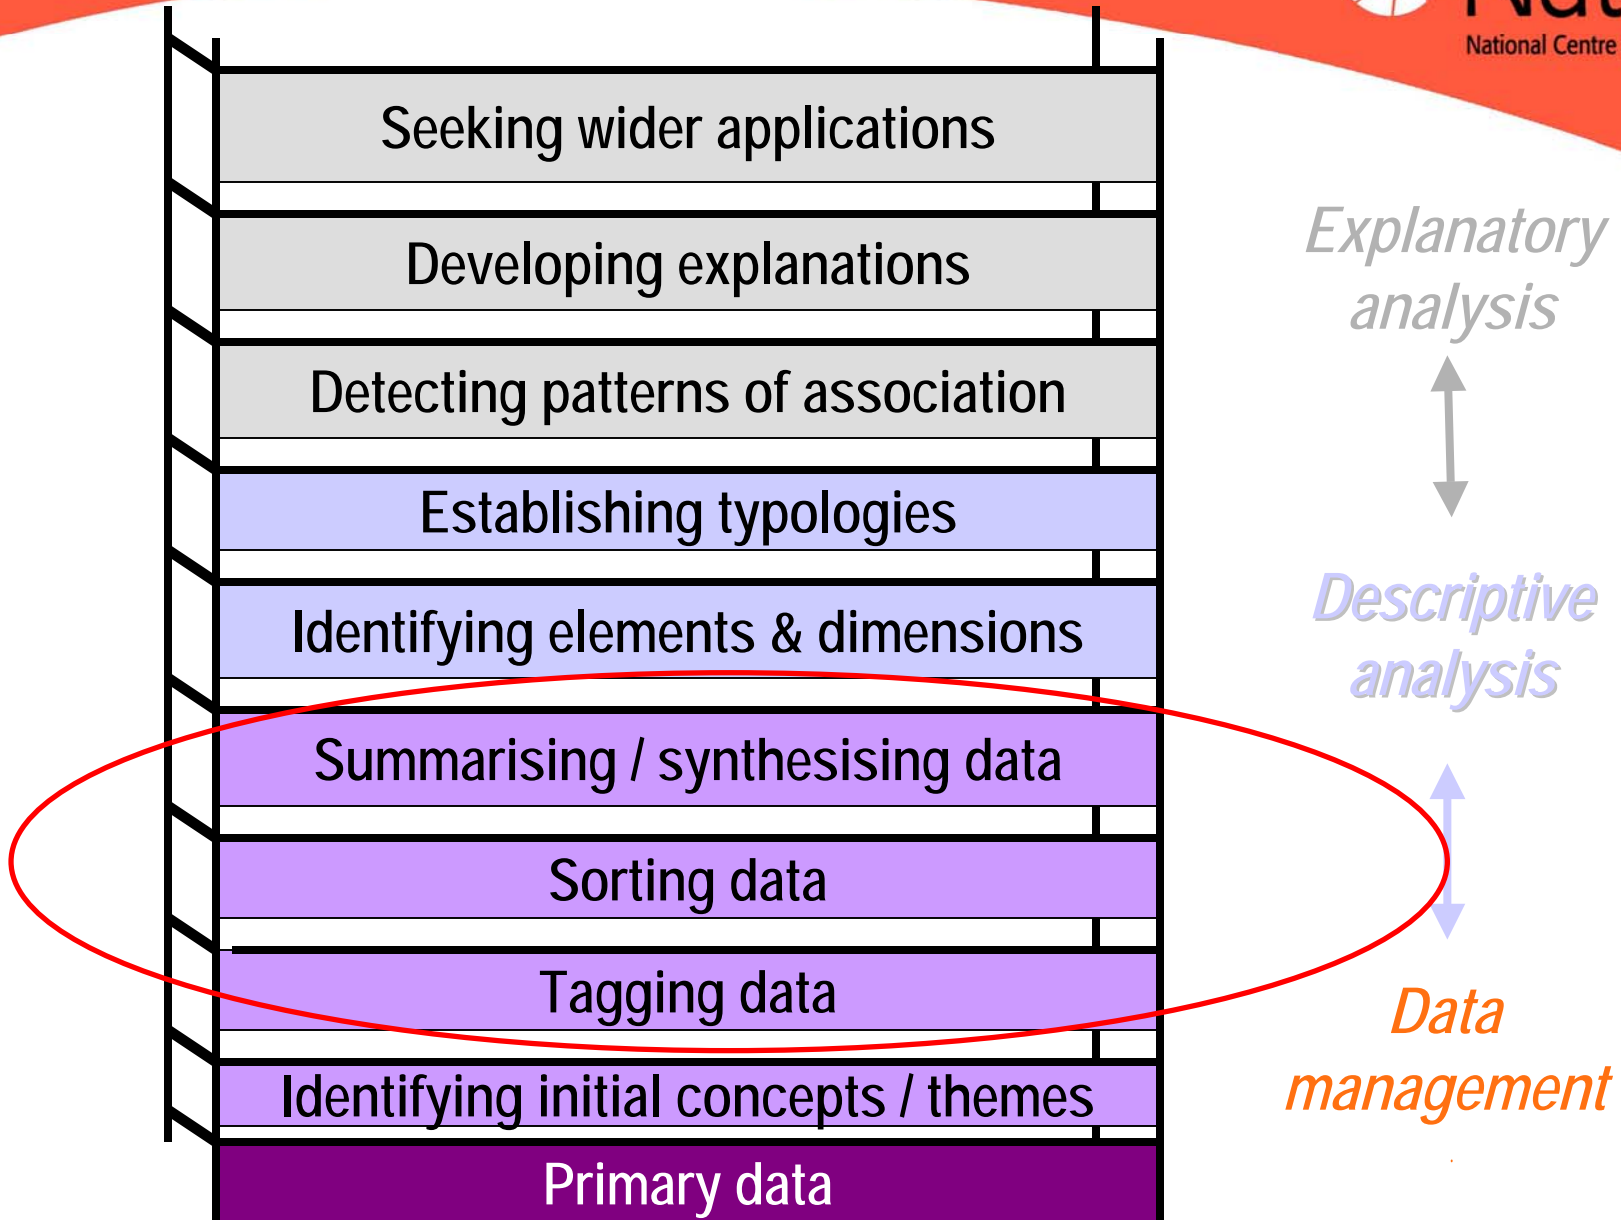 National Centre
Seeking wider applications
Developing explanations
Detecting patterns of association
Establishing typologies
Identifying elements & dimensions
Summarising / synthesising data
Sorting data
Tagging data
Identifying initial concepts / themes
Primary data
Explanatory
analysis
Descriptive
analysis
Data
management